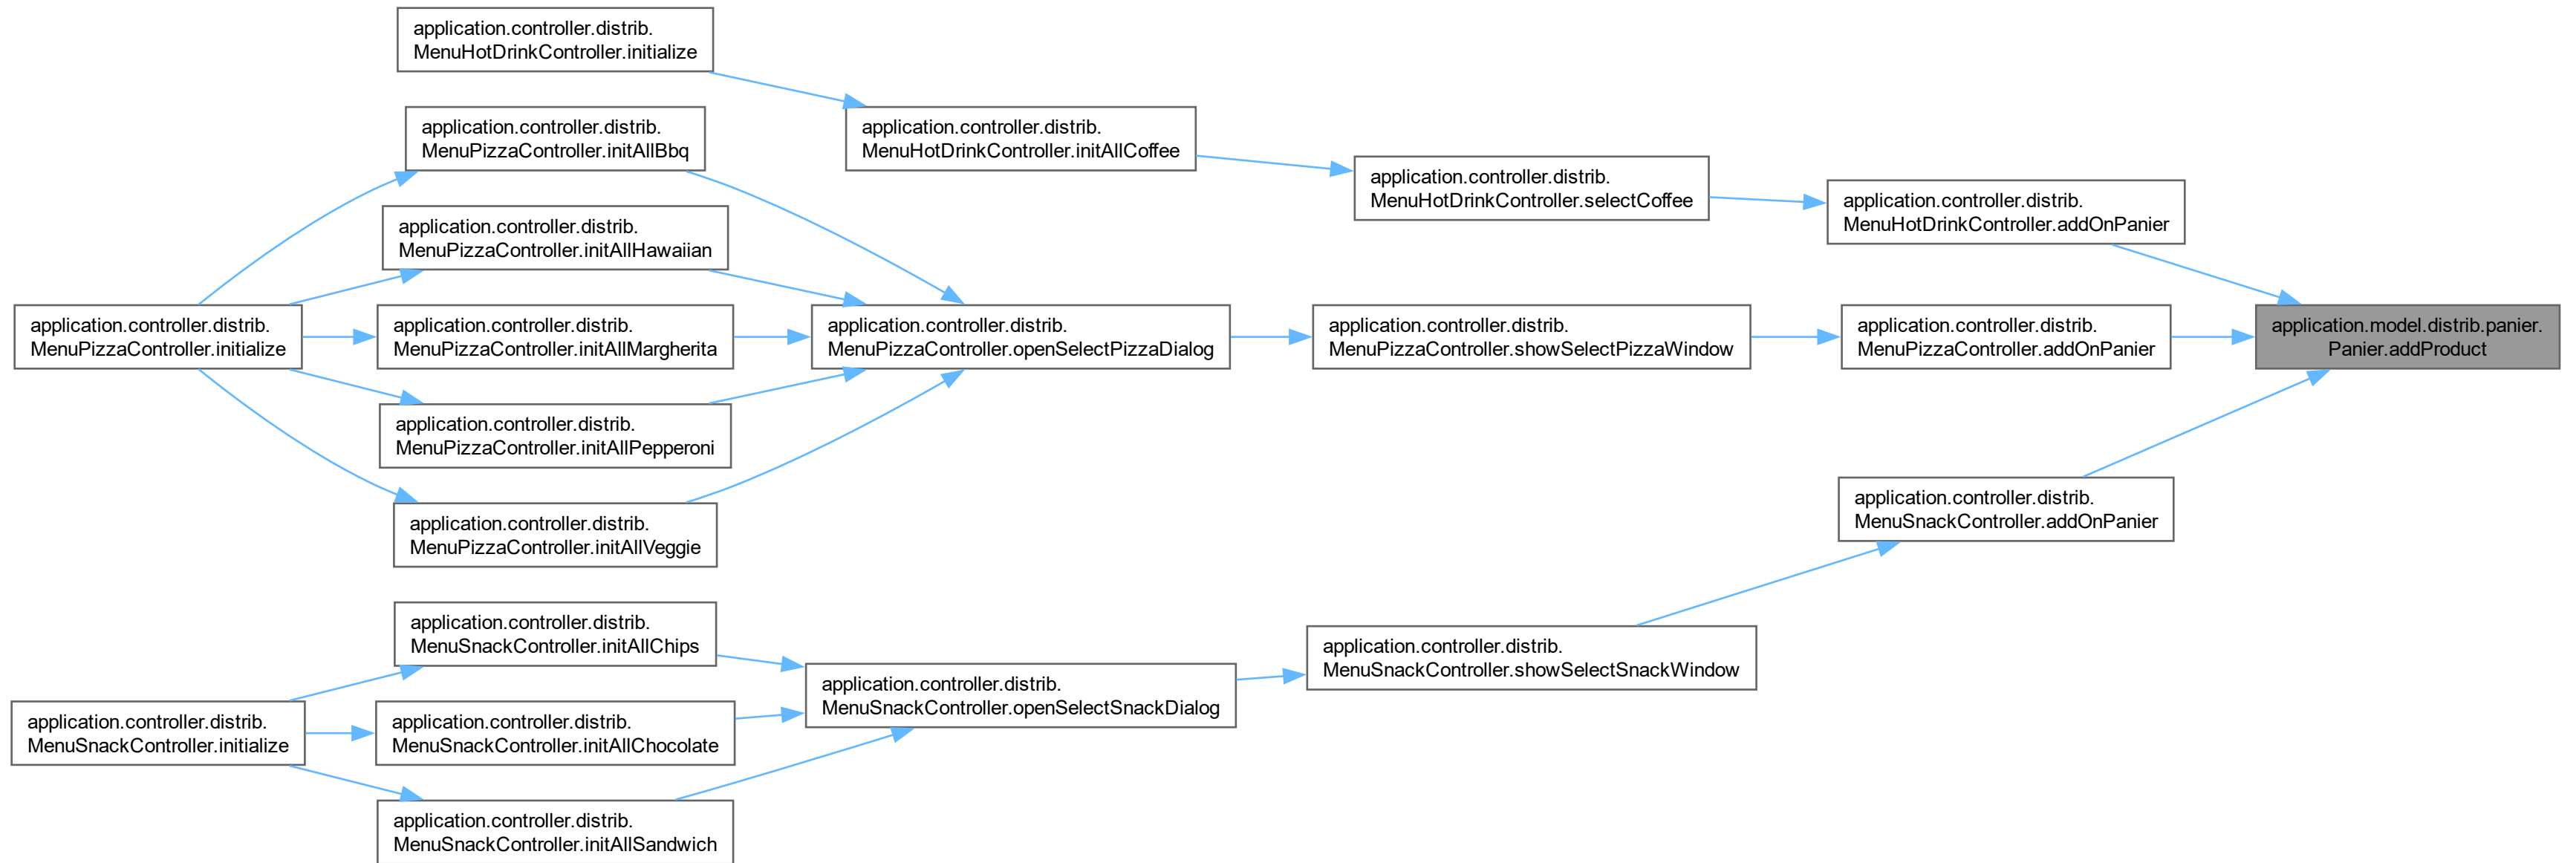 application.controller.distrib.
MenuHotDrinkController.initialize
application.controller.distrib.
MenuPizzaController.initAllBbq
application.controller.distrib.
MenuHotDrinkController.initAllCoffee
application.controller.distrib.
MenuHotDrinkController.selectCoffee
application.controller.distrib.
MenuHotDrinkController.addOnPanier
application.controller.distrib.
MenuPizzaController.initAllHawaiian
application.controller.distrib.
MenuPizzaController.initialize
application.controller.distrib.
MenuPizzaController.initAllMargherita
application.controller.distrib.
MenuPizzaController.openSelectPizzaDialog
application.controller.distrib.
MenuPizzaController.showSelectPizzaWindow
application.controller.distrib.
MenuPizzaController.addOnPanier
application.model.distrib.panier.
Panier.addProduct
application.controller.distrib.
MenuPizzaController.initAllPepperoni
application.controller.distrib.
MenuPizzaController.initAllVeggie
application.controller.distrib.
MenuSnackController.addOnPanier
application.controller.distrib.
MenuSnackController.initAllChips
application.controller.distrib.
MenuSnackController.showSelectSnackWindow
application.controller.distrib.
MenuSnackController.openSelectSnackDialog
application.controller.distrib.
MenuSnackController.initialize
application.controller.distrib.
MenuSnackController.initAllChocolate
application.controller.distrib.
MenuSnackController.initAllSandwich